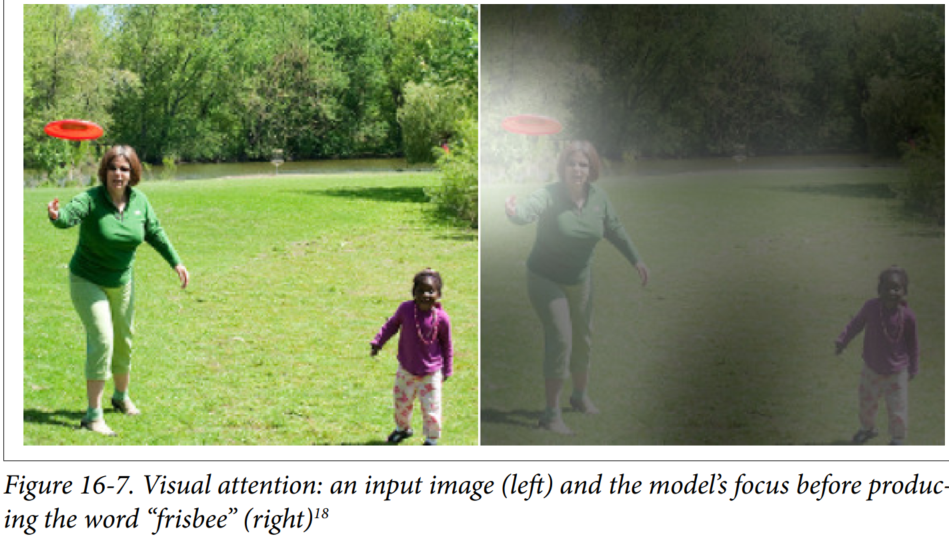 Figure 16-7. Visual attention: an input image (left) and the model’s focus before produc-
ing the word “frisbee” (right)18